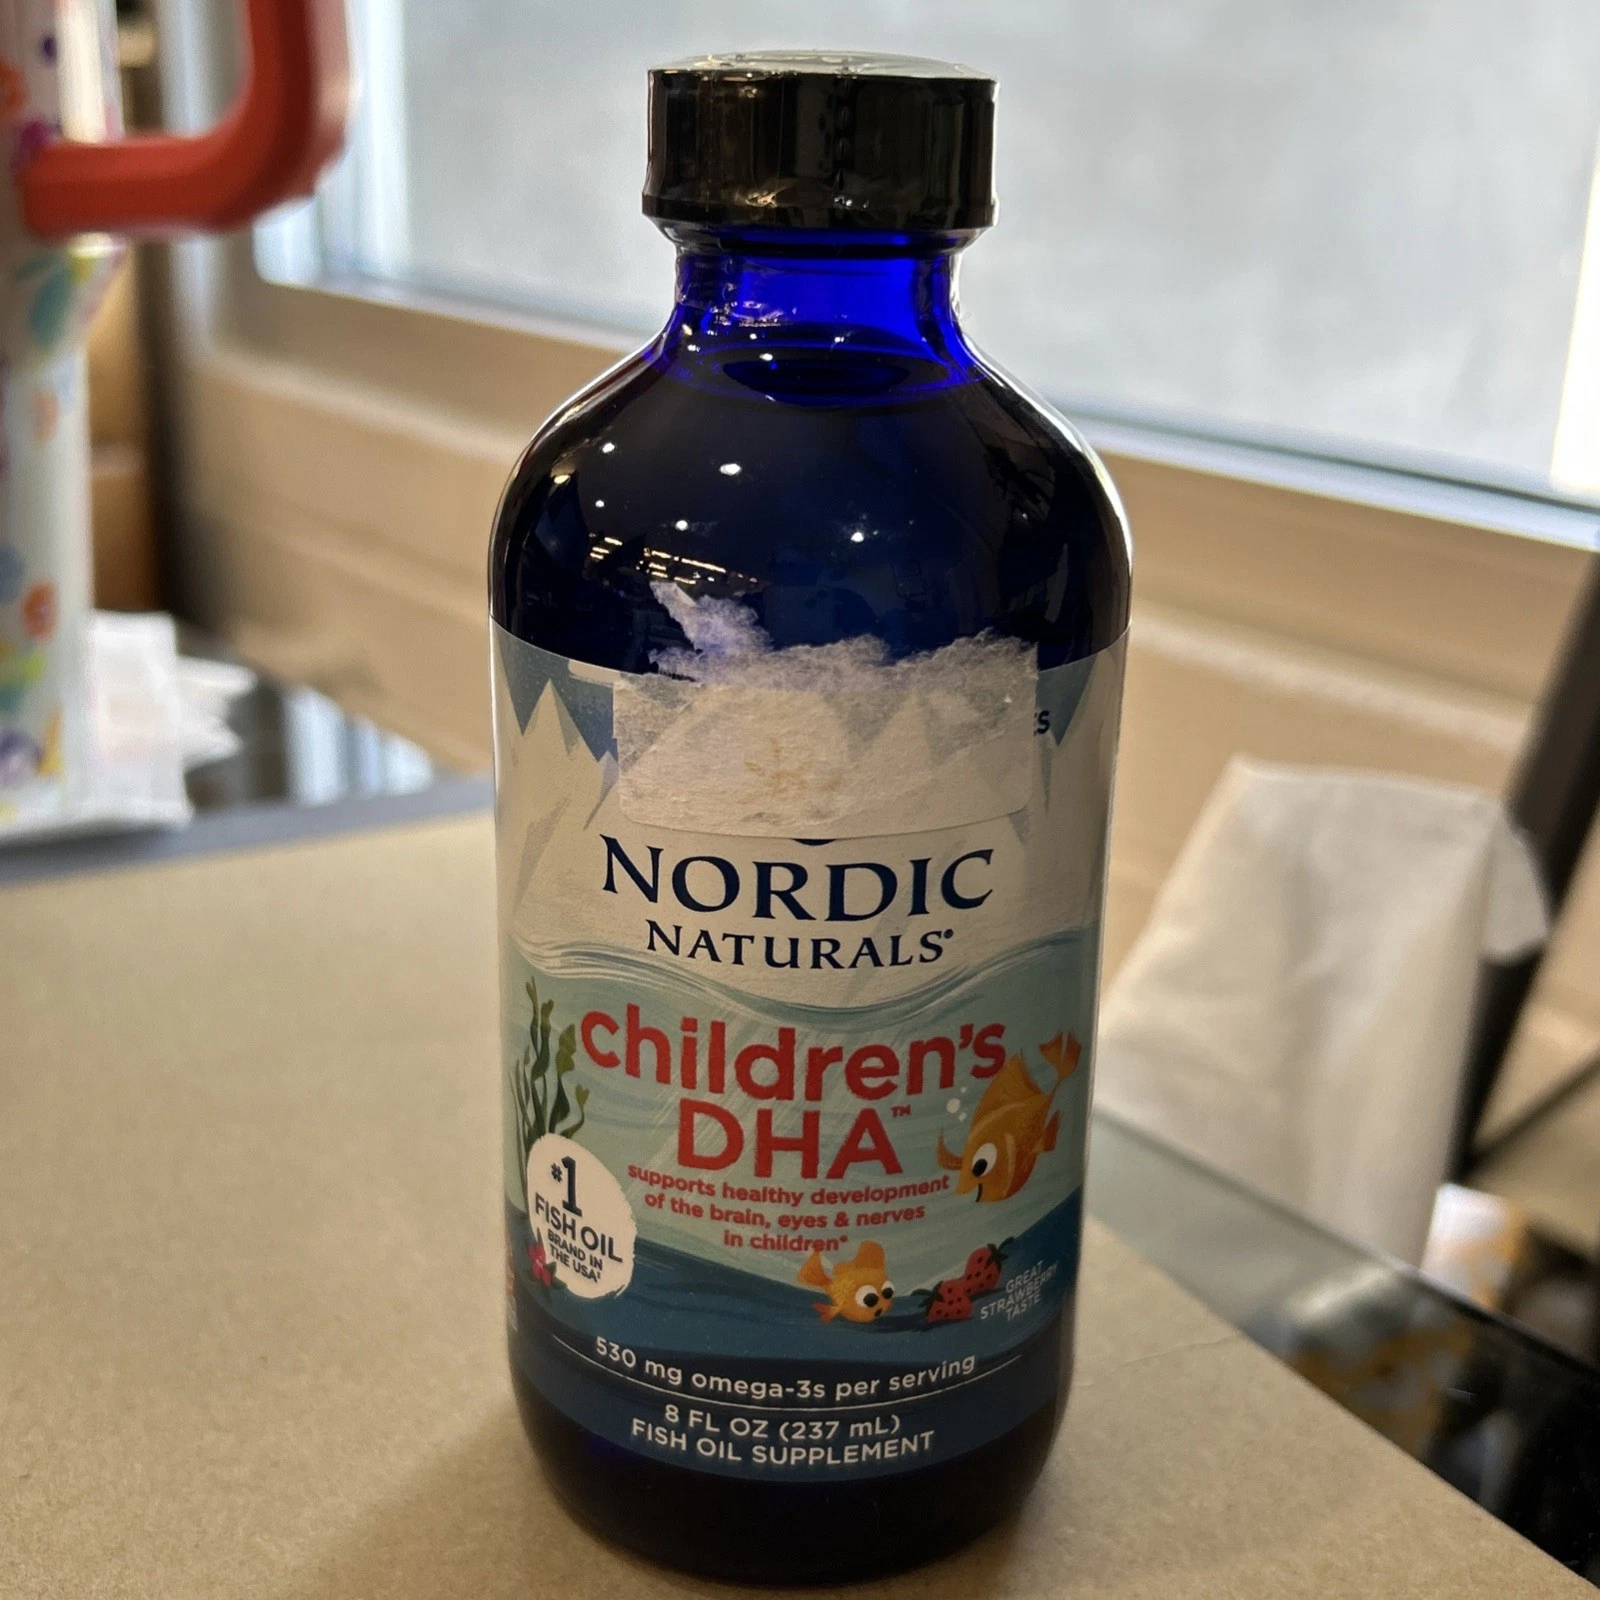 NORDIC
NATURALS®
children's
DHA™
supports healthy development
of the brain, eyes & nerves
in children*
#1
FISH OIL
BRAND IN
THE USA‡
GREAT
STRAWBERRY
TASTE
530 mg omega-3s per serving
8 FL OZ (237 mL)
FISH OIL SUPPLEMENT